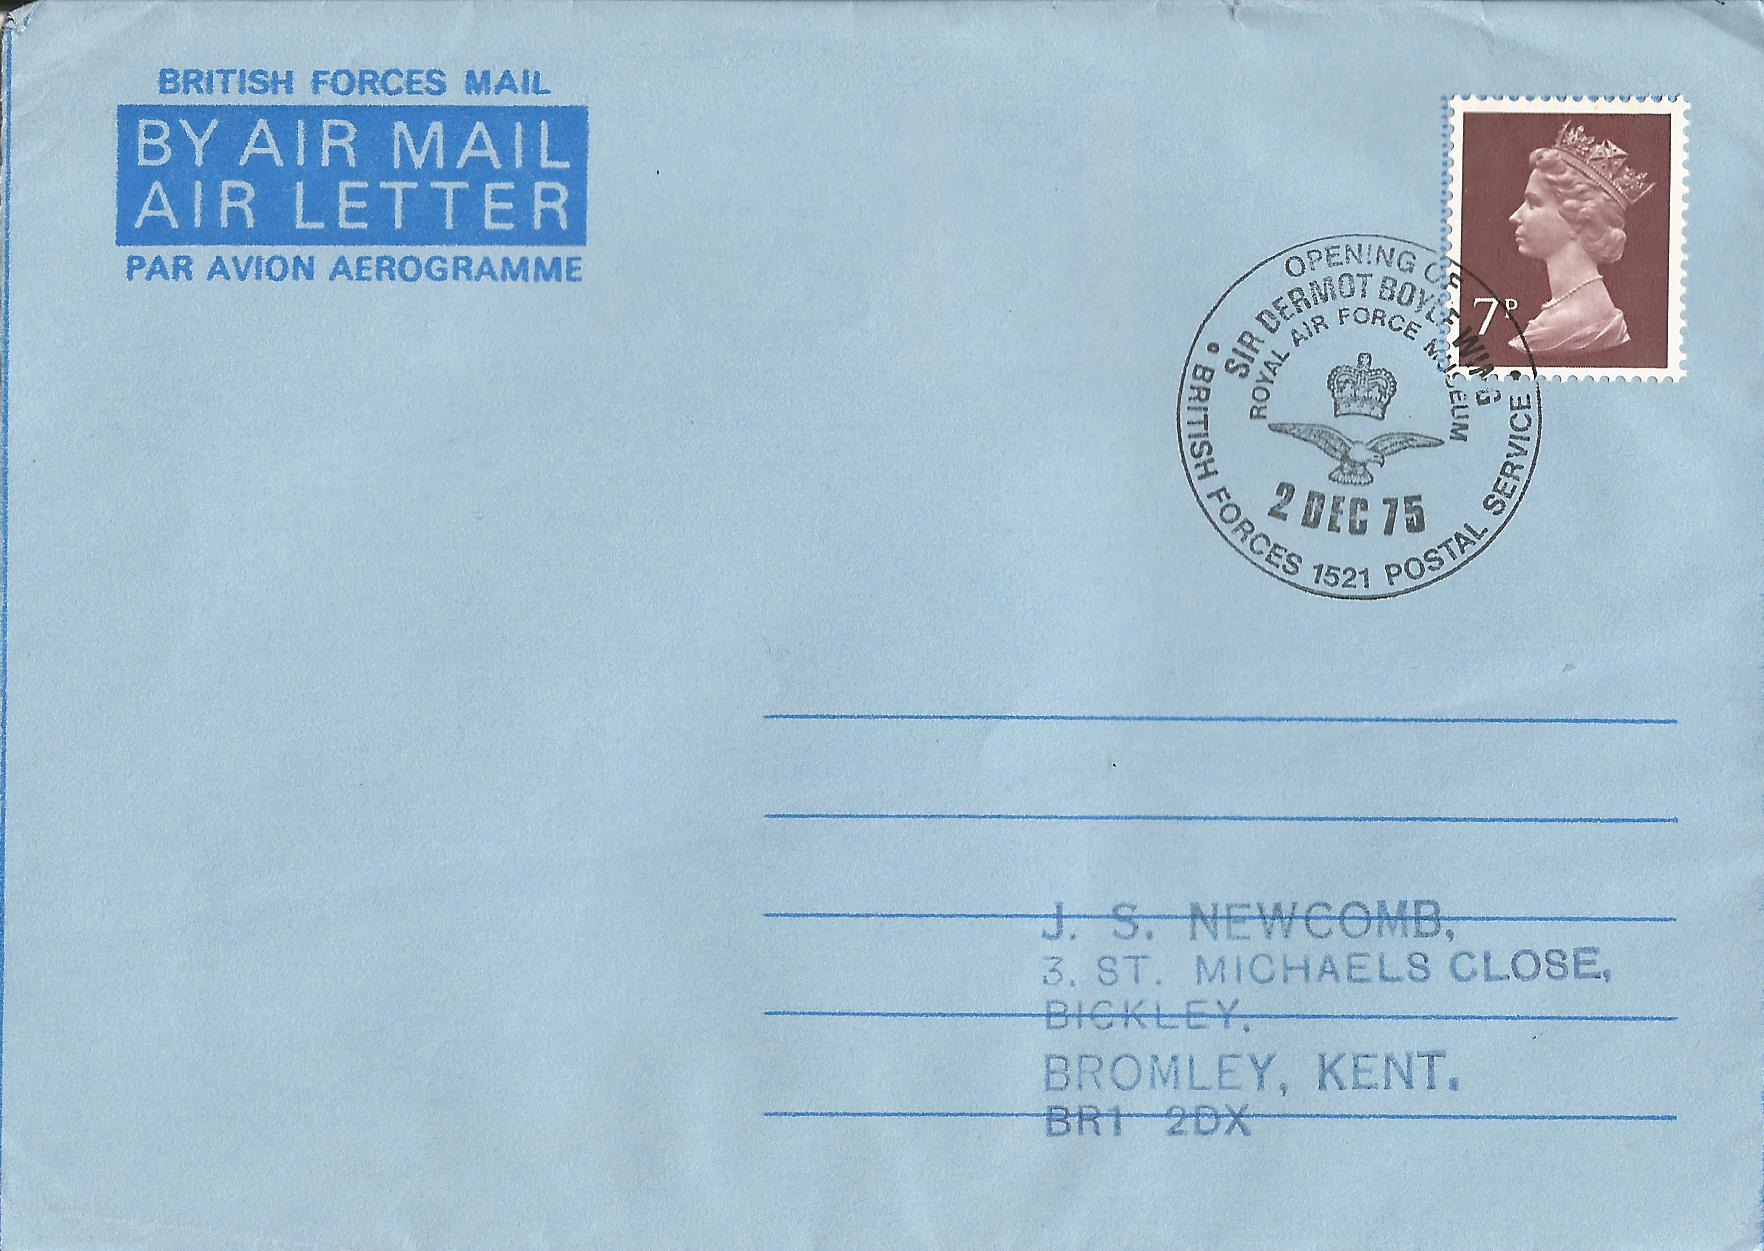 BRITISH FORCES MAIL
BY AIR MAIL
AIR LETTER
PAR AVION AEROGRAMME
7P
OPENING OF
SIR DERMOT BOYLE WING
ROYAL AIR FORCE MUSEUM
2 DEC 75
• BRITISH FORCES 1521 POSTAL SERVICE •
J. S. NEWCOMB,
3, ST. MICHAELS CLOSE,
BICKLEY,
BROMLEY, KENT.
BR1 2DX